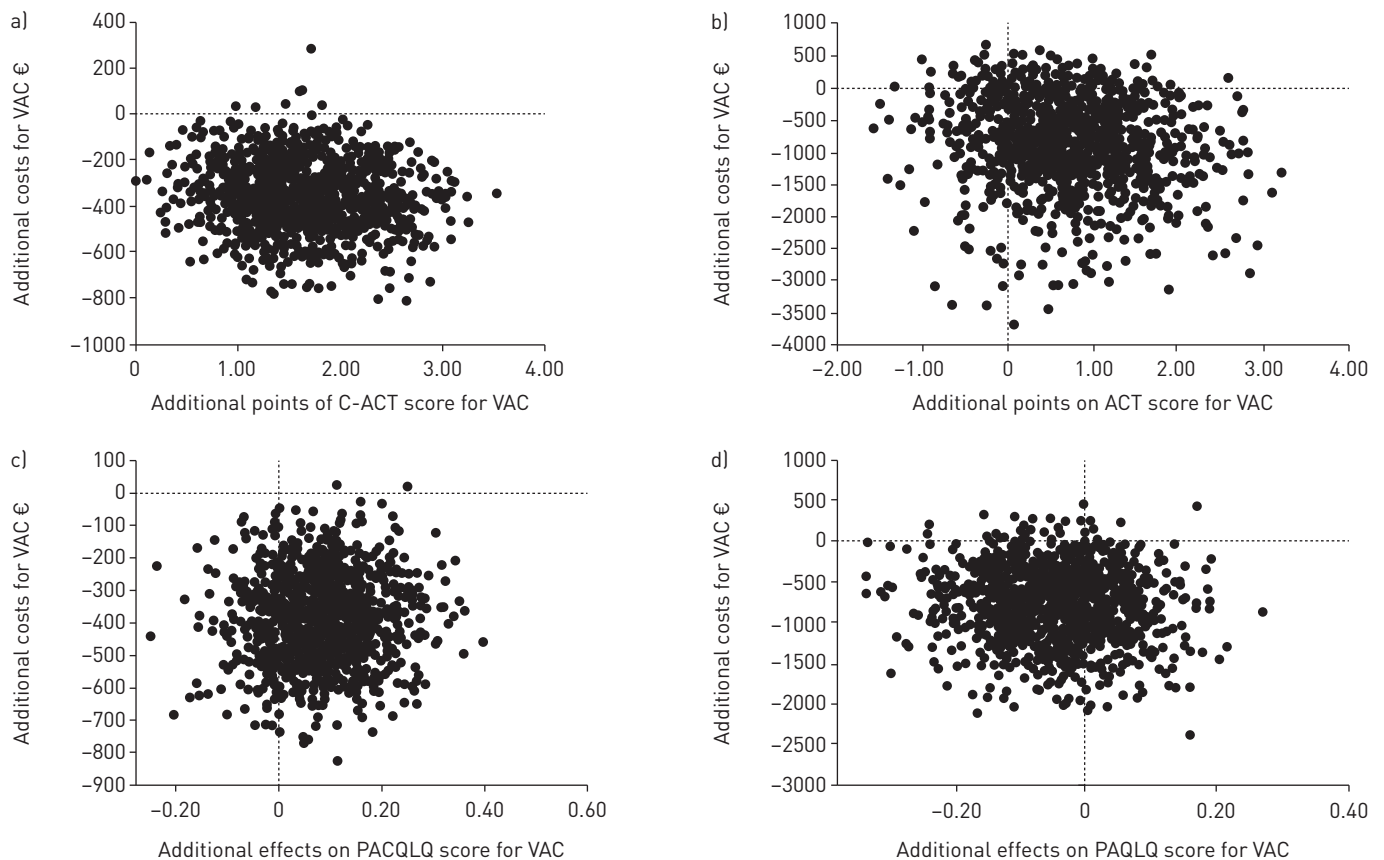 a)
400
200
0
−200
−400
−600
−800
−1000
Additional costs for VAC €
0 1.00 2.00 3.00 4.00
Additional points of C-ACT score for VAC
b)
1000
500
0
−500
−1000
−1500
−2000
−2500
−3000
−3500
−4000
Additional costs for VAC €
−2.00 −1.00 0 1.00 2.00 3.00 4.00
Additional points on ACT score for VAC
c)
100
0
−100
−200
−300
−400
−500
−600
−700
−800
−900
Additional costs for VAC €
−0.20 0 0.20 0.40 0.60
Additional effects on PACQLQ score for VAC
d)
1000
500
0
−500
−1000
−1500
−2000
−2500
−3000
Additional costs for VAC €
−0.20 0 0.20 0.40
Additional effects on PAQLQ score for VAC